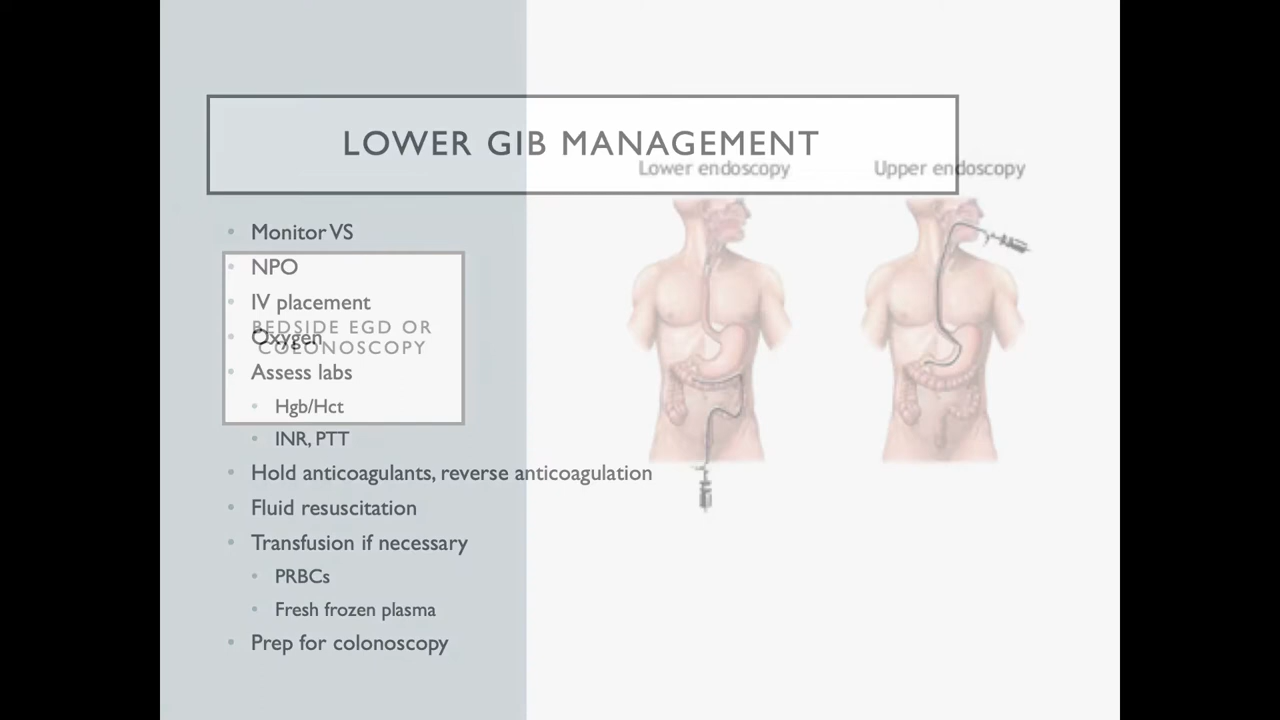 LOWER GIB MANAGEMENT
Lower endoscopy
Upper endoscopy
Monitor VS
NPO
IV placement
BEDSIDE EGD OR
Oxygen
COLONOSCOPY
Assess labs
Hgb/Hct
INR, PTT
Hold anticoagulants, reverse anticoagulation
Fluid resuscitation
Transfusion if necessary
PRBCs
Fresh frozen plasma
Prep for colonoscopy